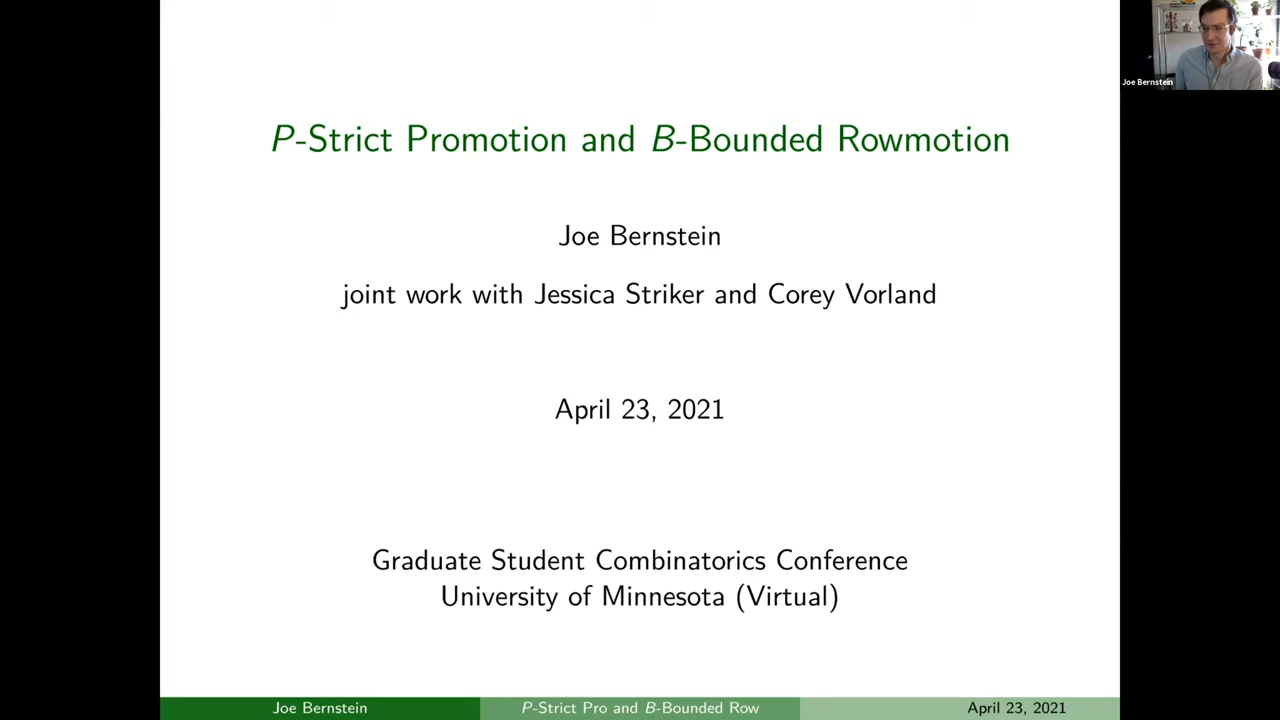 P-Strict Promotion and B-Bounded Rowmotion
Joe Bernstein
joint work with Jessica Striker and Corey Vorland
April 23, 2021
Graduate Student Combinatorics Conference
University of Minnesota (Virtual)
Joe Bernstein
P-Strict Pro and B-Bounded Row
April 23, 2021
Joe Bernstein